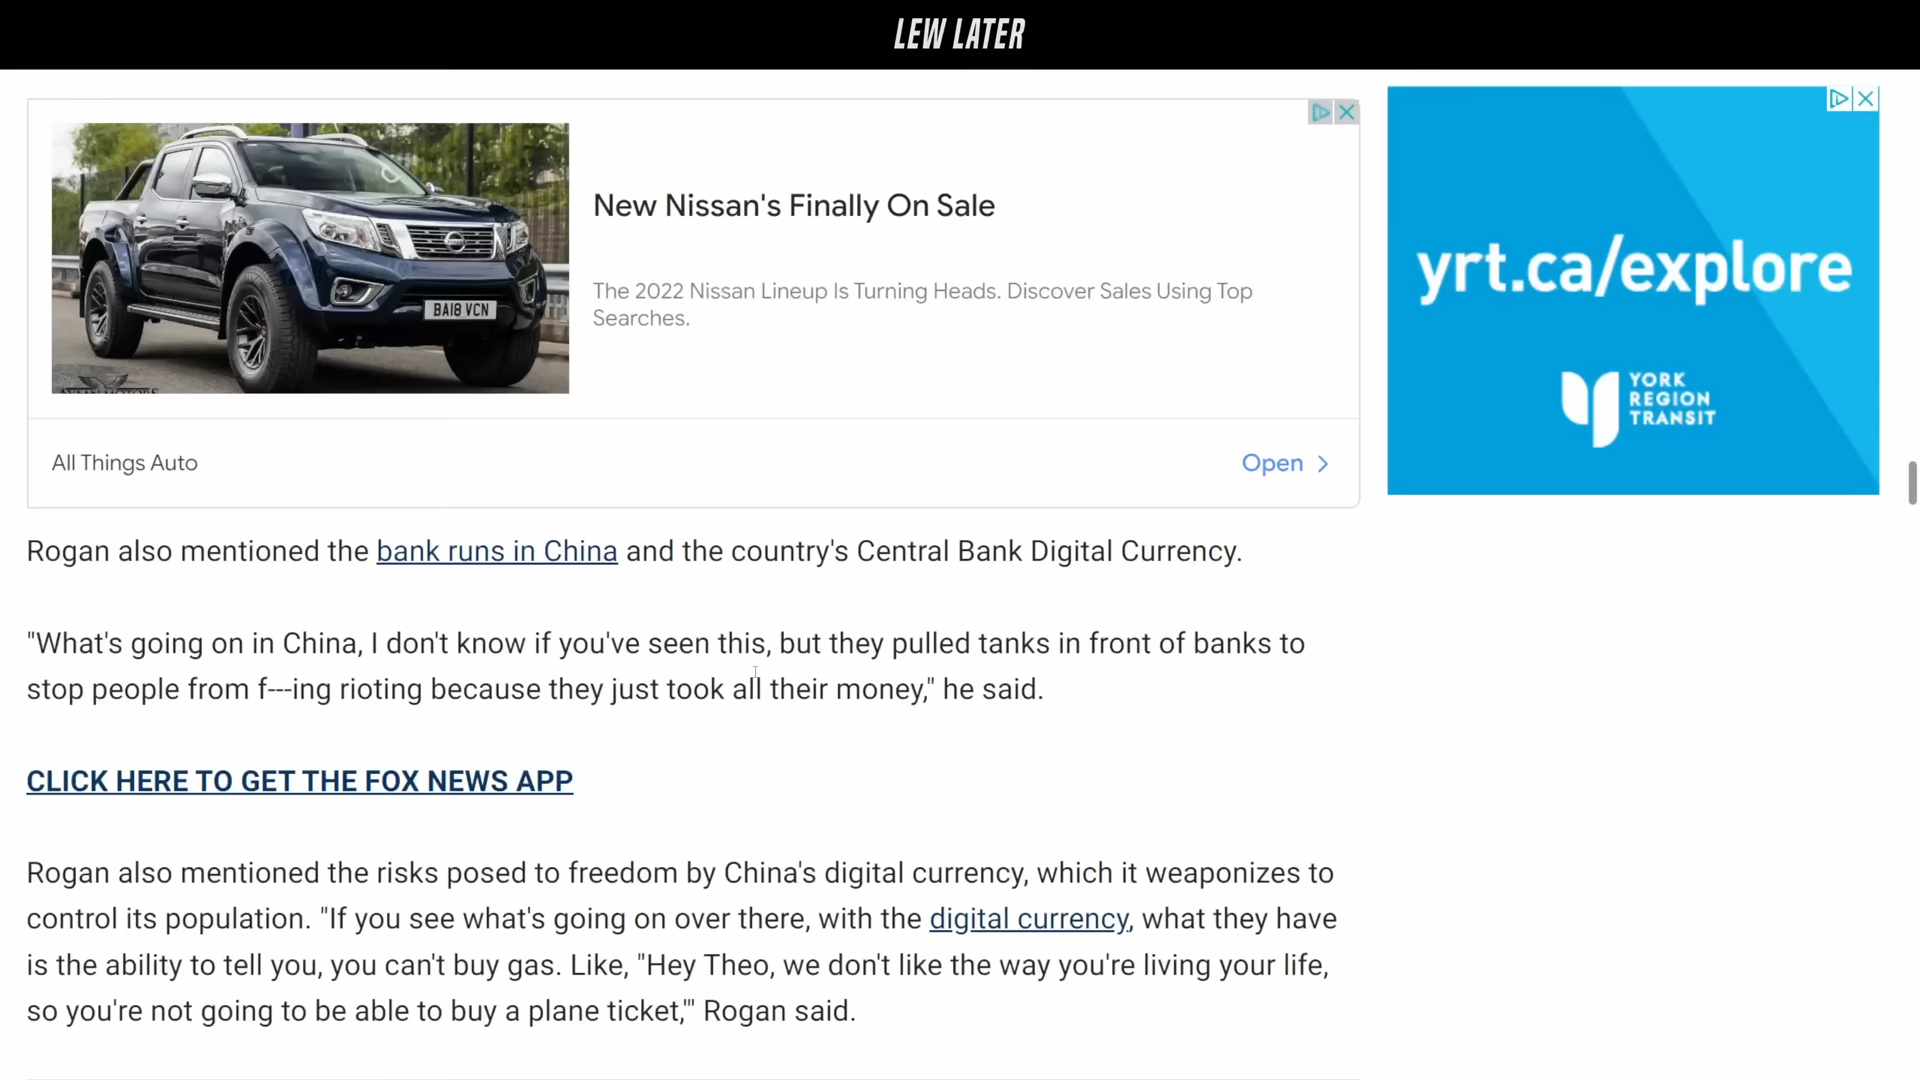 LEW LATER
New Nissan's Finally On Sale
The 2022 Nissan Lineup Is Turning Heads. Discover Sales Using Top
Searches.
BA18 VCN
All Things Auto
Open
yrt.ca/explore
YORK
REGION
TRANSIT
Rogan also mentioned the bank runs in China and the country's Central Bank Digital Currency.
"What's going on in China, I don't know if you've seen this, but they pulled tanks in front of banks to
stop people from f---ing rioting because they just took all their money," he said.
CLICK HERE TO GET THE FOX NEWS APP
Rogan also mentioned the risks posed to freedom by China's digital currency, which it weaponizes to
control its population. "If you see what's going on over there, with the digital currency, what they have
is the ability to tell you, you can't buy gas. Like, "Hey Theo, we don't like the way you're living your life,
so you're not going to be able to buy a plane ticket,'" Rogan said.